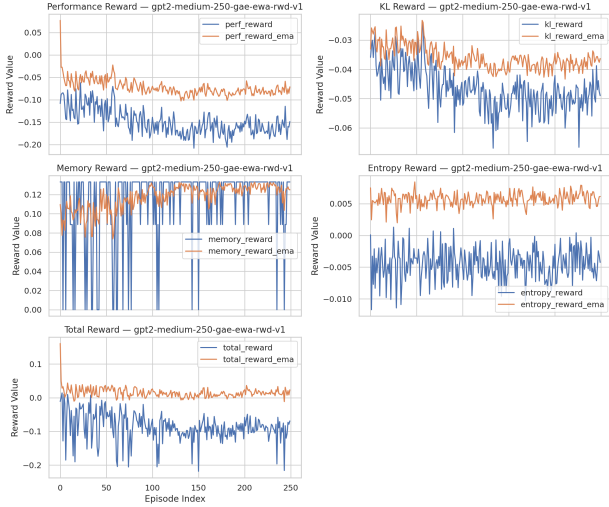 Performance Reward — gpt2-medium-250-gae-ewa-rwd-v1
Reward Value
0.05
0.00
−0.05
−0.10
−0.15
−0.20
perf_reward
perf_reward_ema
KL Reward — gpt2-medium-250-gae-ewa-rwd-v1
Reward Value
−0.03
−0.04
−0.05
−0.06
kl_reward
kl_reward_ema
Memory Reward — gpt2-medium-250-gae-ewa-rwd-v1
Reward Value
0.12
0.10
0.08
0.06
0.04
0.02
0.00
memory_reward
memory_reward_ema
Entropy Reward — gpt2-medium-250-gae-ewa-rwd-v1
Reward Value
0.005
0.000
−0.005
−0.010
entropy_reward
entropy_reward_ema
Total Reward — gpt2-medium-250-gae-ewa-rwd-v1
Reward Value
0.1
0.0
−0.1
−0.2
total_reward
total_reward_ema
0 50 100 150 200 250
Episode Index